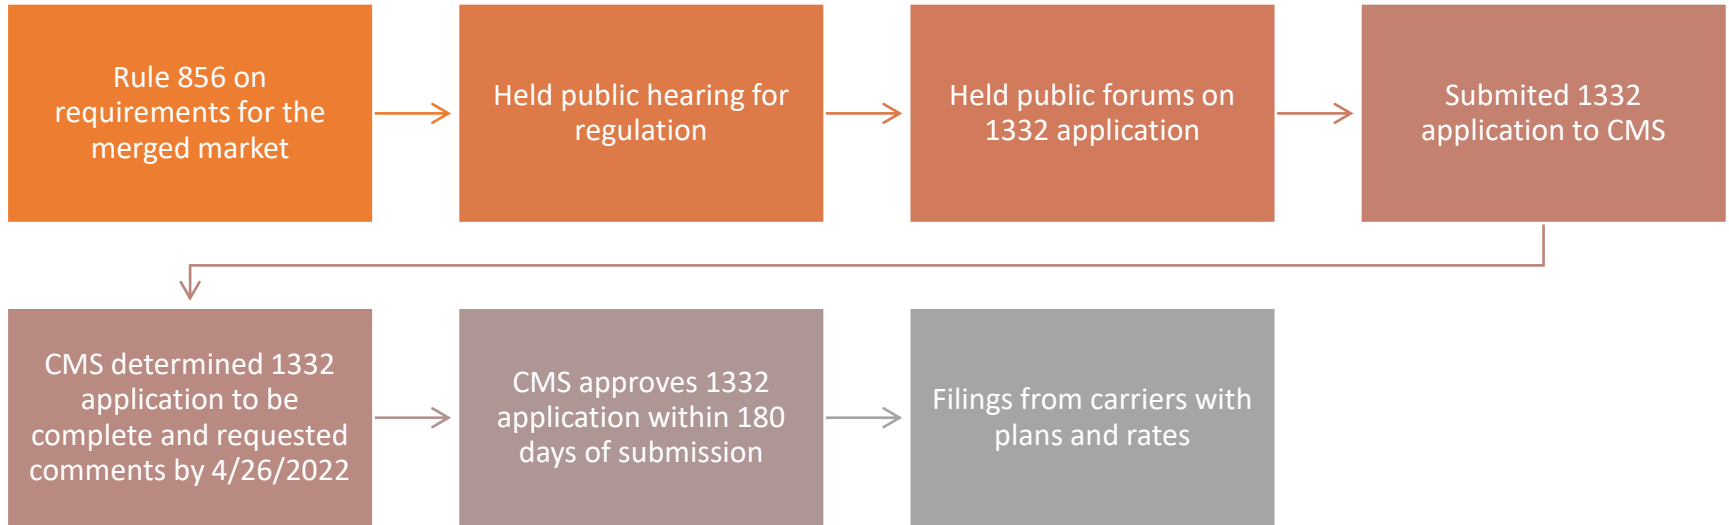 Rule 856 on
requirements for the
merged market
Held public hearing for
regulation
Held public forums on
1332 application
Submited 1332
application to CMS
CMS determined 1332
application to be
complete and requested
comments by 4/26/2022
CMS approves 1332
application within 180
days of submission
Filings from carriers with
plans and rates